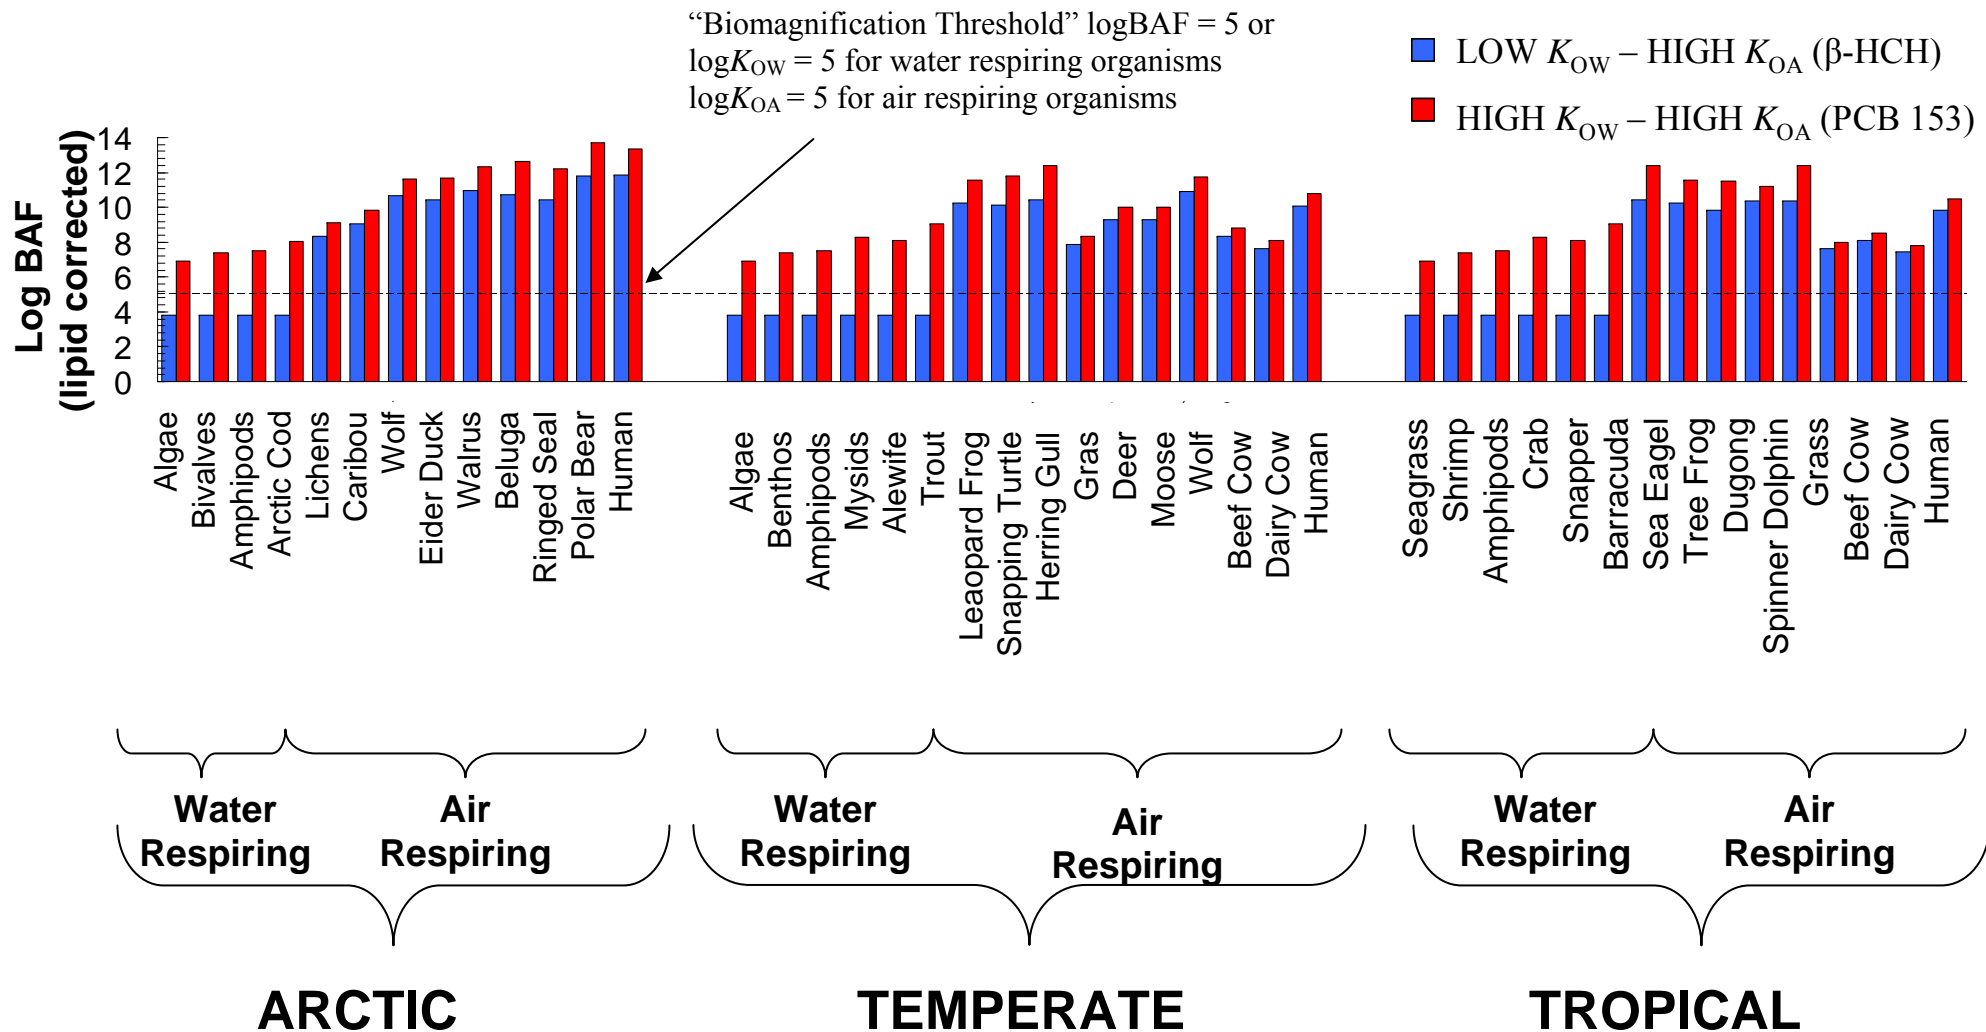 “Biomagnification Threshold” logBAF = 5 or
logKOW = 5 for water respiring organisms
logKOA = 5 for air respiring organisms
LOW KOW – HIGH KOA (β-HCH)
HIGH KOW – HIGH KOA (PCB 153)
Log BAF
(lipid corrected)
14
12
10
8
6
4
2
0
Algae
Bivalves
Amphipods
Arctic Cod
Lichens
Caribou
Wolf
Eider Duck
Walrus
Beluga
Ringed Seal
Polar Bear
Human
Algae
Benthos
Amphipods
Mysids
Alewife
Trout
Leaopard Frog
Snapping Turtle
Herring Gull
Gras
Deer
Moose
Wolf
Beef Cow
Dairy Cow
Human
Seagrass
Shrimp
Amphipods
Crab
Snapper
Barracuda
Sea Eagel
Tree Frog
Dugong
Spinner Dolphin
Grass
Beef Cow
Dairy Cow
Human
Water
Respiring
Air
Respiring
Water
Respiring
Air
Respiring
Water
Respiring
Air
Respiring
ARCTIC
TEMPERATE
TROPICAL